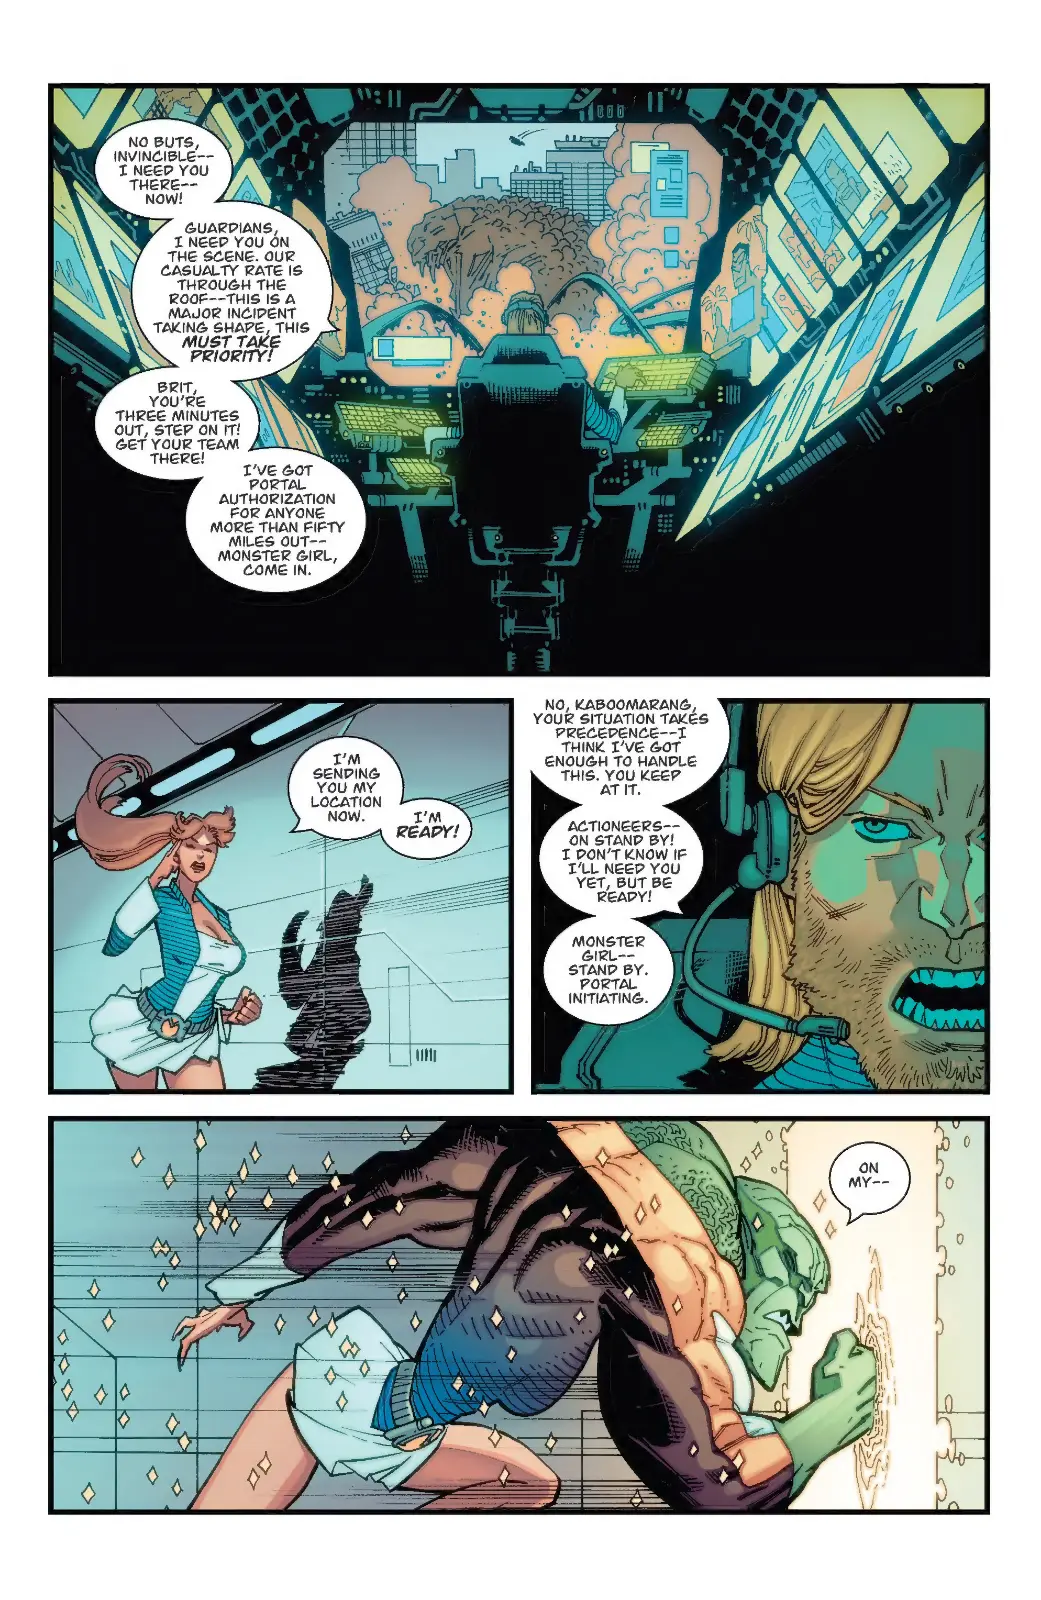 NO BUTS,
INVINCIBLE--
I NEED YOU
THERE--
NOW!
GUARDIANS,
I NEED YOU ON
THE SCENE. OUR
CASUALTY RATE IS
THROUGH THE
ROOF--THIS IS A
MAJOR INCIDENT
TAKING SHAPE, THIS
MUST TAKE
PRIORITY!
BRIT,
YOU'RE
THREE MINUTES
OUT, STEP ON IT!
GET YOUR TEAM
THERE!
I'VE GOT
PORTAL
AUTHORIZATION
FOR ANYONE
MORE THAN FIFTY
MILES OUT--
MONSTER GIRL,
COME IN.
I'M
SENDING
YOU MY
LOCATION
NOW.
I'M
READY!
NO, KABOOMARANG,
YOUR SITUATION TAKES
PRECEDENCE--I
THINK I'VE GOT
ENOUGH TO HANDLE
THIS. YOU KEEP
AT IT.
ACTIONEERS--
ON STAND BY!
I DON'T KNOW IF
I'LL NEED YOU
YET, BUT BE
READY!
MONSTER
GIRL--
STAND BY.
PORTAL
INITIATING.
ON
MY--